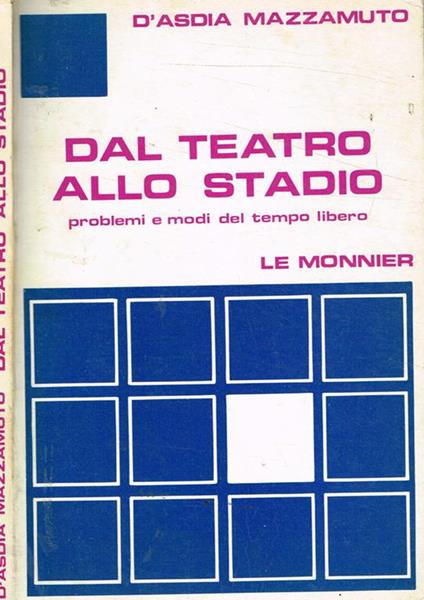 D'ASDIA MAZZAMUTO
DAL TEATRO
ALLO STADIO
problemi e modi del tempo libero
LE MONNIER
D'ASDIA MAZZAMUTO DAL TEATRO ALLO STADIO